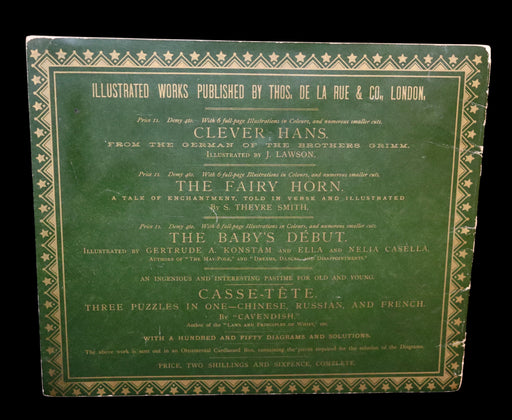 ILLUSTRATED WORKS PUBLISHED BY THOS. DE LA RUE & CO., LONDON.
Price 1s. Demy 4to. With 6 full-page Illustrations in Colours, and numerous smaller cuts.
CLEVER HANS.
FROM THE GERMAN OF THE BROTHERS GRIMM.
ILLUSTRATED BY J. LAWSON.
Price 1s. Demy 4to. With 6 full-page Illustrations in Colours, and numerous smaller cuts.
THE FAIRY HORN.
A TALE OF ENCHANTMENT, TOLD IN VERSE AND ILLUSTRATED
BY S. THEYRE SMITH.
Price 1s. Demy 4to. With 6 full-page Illustrations in Colours, and numerous smaller cuts.
THE BABY'S DÉBUT.
ILLUSTRATED BY GERTRUDE A. KONSTAM AND ELLA AND NELIA CASELLA,
AUTHORS OF "THE MAY-POLE," AND "DREAMS, DANCES, AND DISAPPOINTMENTS."
AN INGENIOUS AND INTERESTING PASTIME FOR OLD AND YOUNG.
CASSE-TÊTE.
THREE PUZZLES IN ONE—CHINESE, RUSSIAN, AND FRENCH.
BY "CAVENDISH,"
Author of the "LAWS AND PRINCIPLES OF WHIST," etc.
WITH A HUNDRED AND FIFTY DIAGRAMS AND SOLUTIONS.
The above work is sent out in an Ornamental Cardboard Box, containing the pieces required for the solution of the Diagrams.
PRICE, TWO SHILLINGS AND SIXPENCE, COMPLETE.